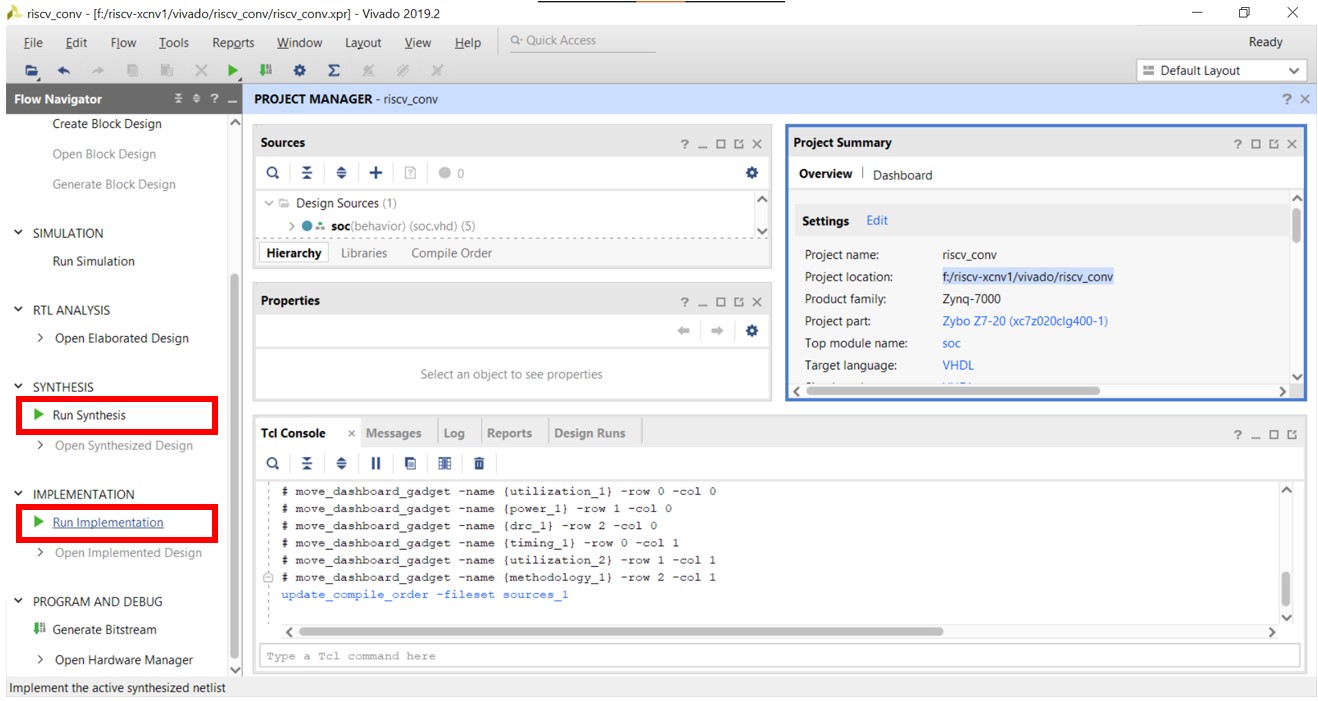 riscv_conv - [f:/riscv-xcnv1/vivado/riscv_conv/riscv_conv.xpr] - Vivado 2019.2
File Edit Flow Tools Reports Window Layout View Help Quick Access
Ready
Default Layout
Flow Navigator
Create Block Design
Open Block Design
Generate Block Design
SIMULATION
Run Simulation
RTL ANALYSIS
Open Elaborated Design
SYNTHESIS
Run Synthesis
Open Synthesized Design
IMPLEMENTATION
Run Implementation
Open Implemented Design
PROGRAM AND DEBUG
Generate Bitstream
Open Hardware Manager
PROJECT MANAGER - riscv_conv
Sources
0
Design Sources (1)
soc(behavior) (soc.vhd) (5)
Hierarchy Libraries Compile Order
Properties
Select an object to see properties
Project Summary
Overview Dashboard
Settings Edit
Project name: riscv_conv
Project location: f:/riscv-xcnv1/vivado/riscv_conv
Product family: Zynq-7000
Project part: Zybo Z7-20 (xc7z020clg400-1)
Top module name: soc
Target language: VHDL
Tcl Console Messages Log Reports Design Runs
# move_dashboard_gadget -name {utilization_1} -row 0 -col 0
# move_dashboard_gadget -name {power_1} -row 1 -col 0
# move_dashboard_gadget -name {drc_1} -row 2 -col 0
# move_dashboard_gadget -name {timing_1} -row 0 -col 1
# move_dashboard_gadget -name {utilization_2} -row 1 -col 1
# move_dashboard_gadget -name {methodology_1} -row 2 -col 1
update_compile_order -fileset sources_1
Type a Tcl command here
Implement the active synthesized netlist